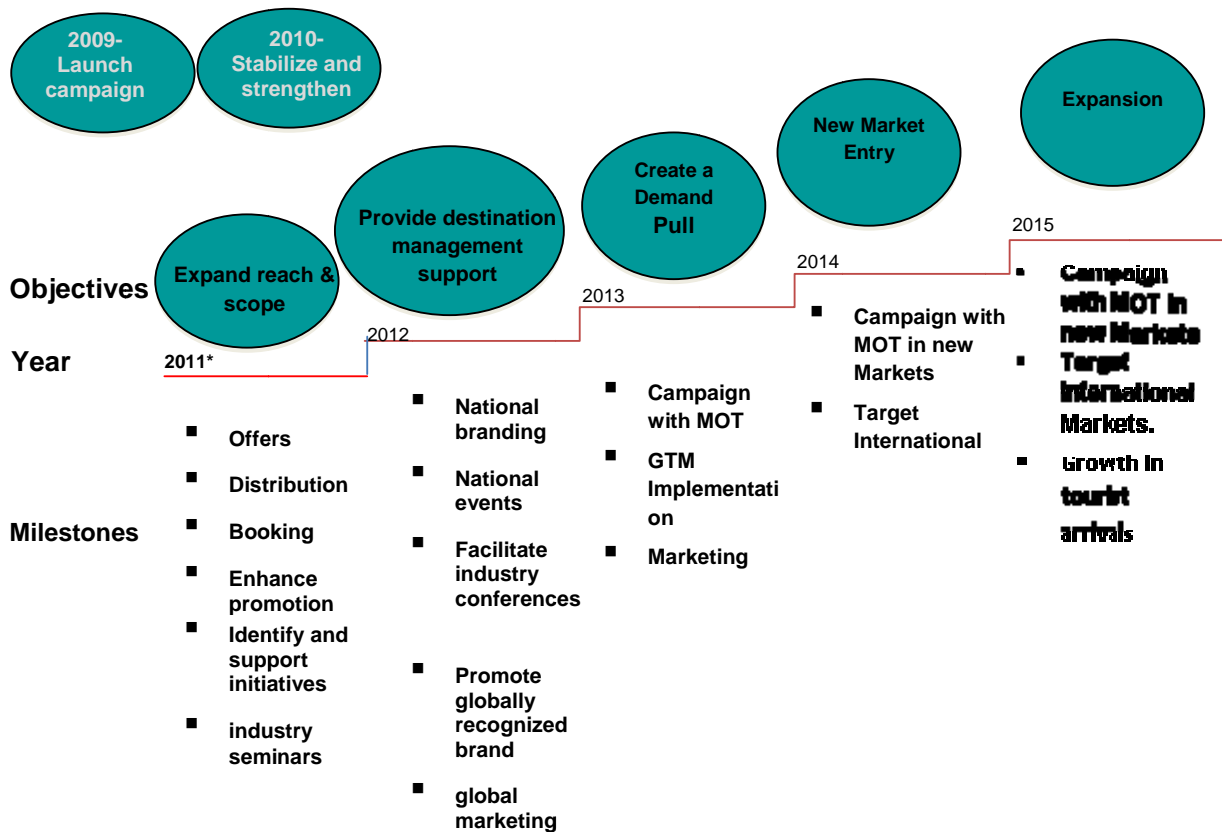 2009-
Launch
campaign
2010-
Stabilize and
strengthen
Expansion
New Market
Entry
Create a
Demand
Pull
Provide destination
management
support
Expand reach &
scope
Objectives
Year
2011*
2012
2013
2014
2015
Milestones
▪ Offers
▪ Distribution
▪ Booking
▪ Enhance
promotion
▪ Identify and
support
initiatives
▪ industry
seminars
▪ National
branding
▪ National
events
▪ Facilitate
industry
conferences
▪ Promote
globally
recognized
brand
▪ global
marketing
▪ Campaign
with MOT
▪ GTM
Implementati
on
▪ Marketing
▪ Campaign with
MOT in new
Markets
▪ Target
International
▪ Campaign
with MOT in
new Markets
▪ Target
International
Markets.
▪ Growth in
tourist
arrivals